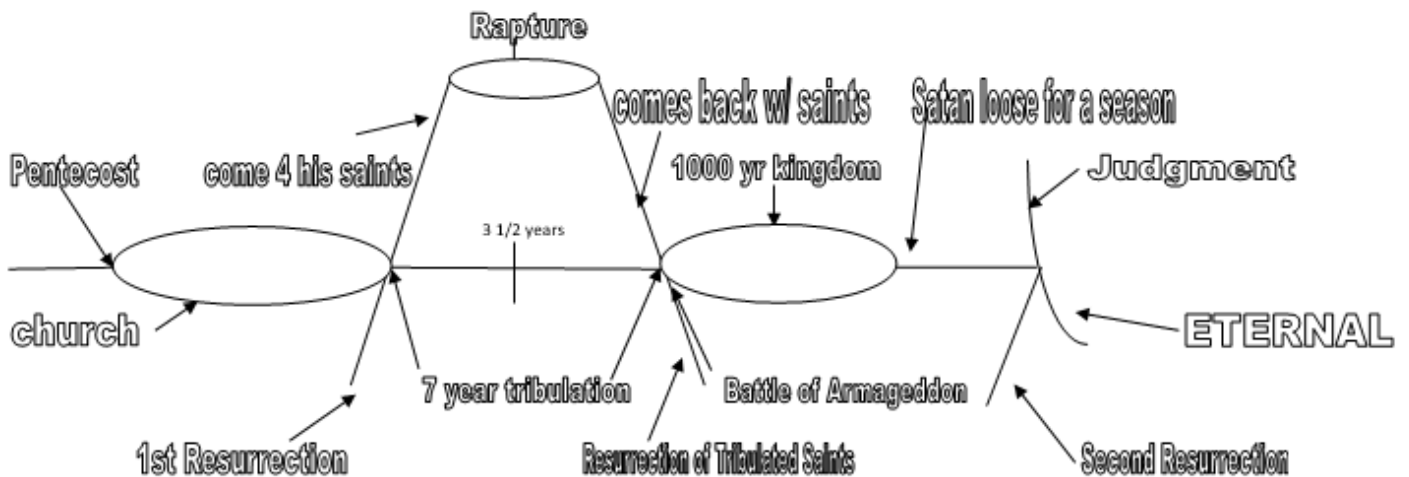 Rapture
comes back w/ saints
Satan loose for a season
Pentecost
come 4 his saints
1000 yr kingdom
Judgment
3 1/2 years
church
ETERNAL
7 year tribulation
Battle of Armageddon
1st Resurrection
Resurrection of Tribulated Saints
Second Resurrection